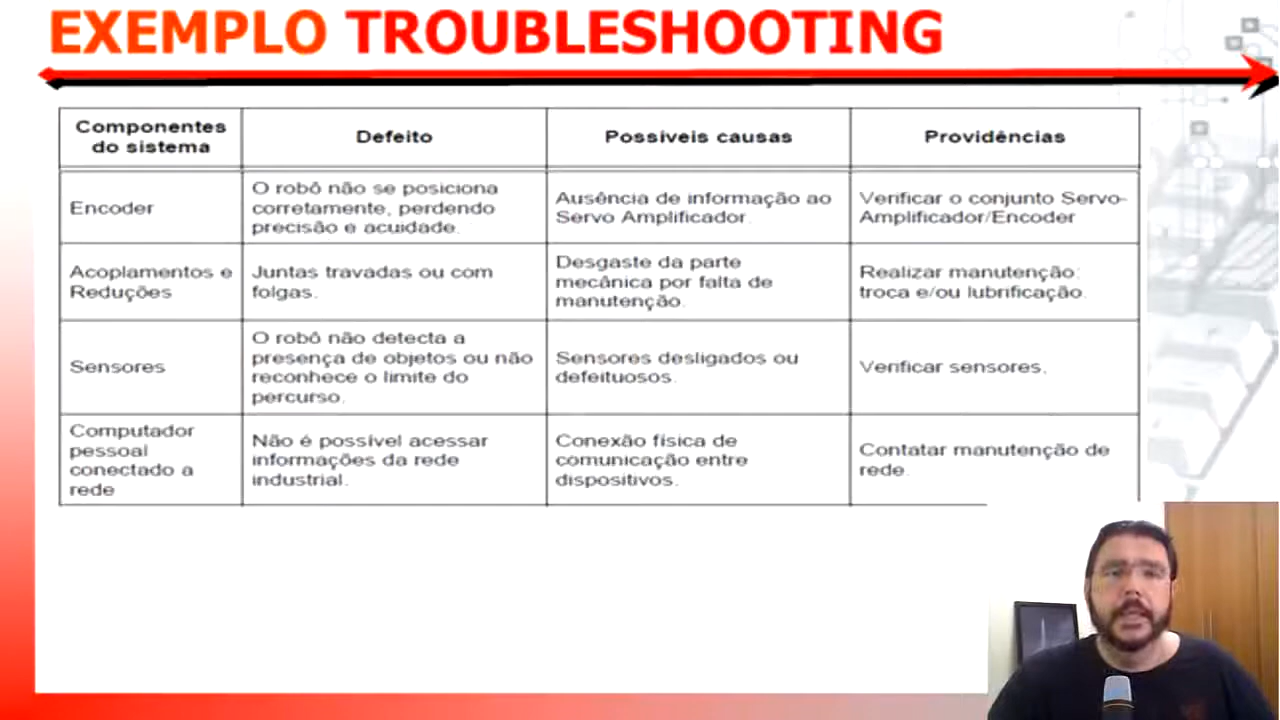 EXEMPLO TROUBLESHOOTING
Componentes
do sistema
Defeito
Possíveis causas
Providências
Encoder
O robô não se posiciona
corretamente, perdendo
precisão e acuidade.
Ausência de informação ao
Servo Amplificador.
Verificar o conjunto Servo-
Amplificador/Encoder
Acoplamentos e
Reduções
Juntas travadas ou com
folgas.
Desgaste da parte
mecânica por falta de
manutenção.
Realizar manutenção:
troca e/ou lubrificação.
Sensores
O robô não detecta a
presença de objetos ou não
reconhece o limite do
percurso.
Sensores desligados ou
defeituosos.
Verificar sensores.
Computador
pessoal
conectado a
rede
Não é possível acessar
informações da rede
industrial.
Conexão física de
comunicação entre
dispositivos.
Contatar manutenção de
rede.